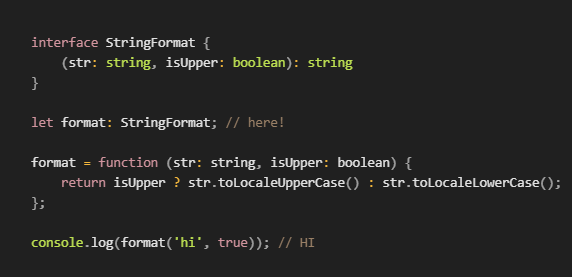 interface StringFormat {
    (str: string, isUpper: boolean): string
}
let format: StringFormat; // here!
format = function (str: string, isUpper: boolean) {
    return isUpper ? str.toLocaleUpperCase() : str.toLocaleLowerCase();
};
console.log(format('hi', true)); // HI